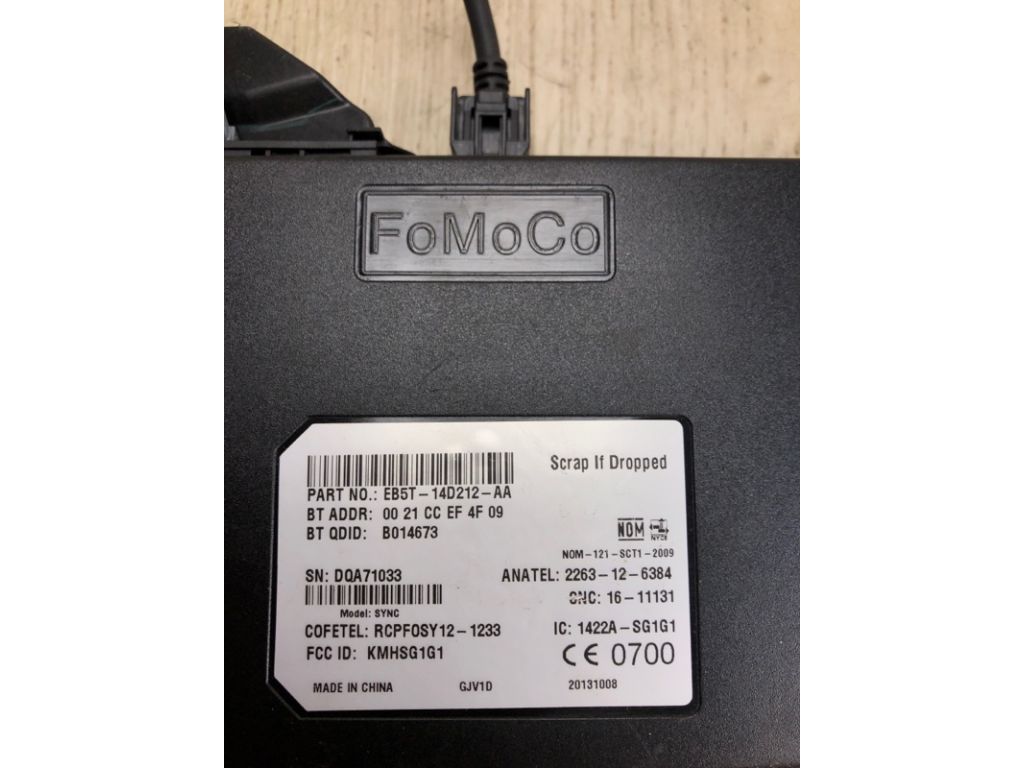 FoMoCo
Scrap If Dropped
PART NO.: EB5T-14D212-AA
BT ADDR: 00 21 CC EF 4F 09
BT QDID: B014673
NOM
NYCE
NOM-121-SCT1-2009
SN: DQA71033
ANATEL: 2263-12-6384
CNC: 16-11131
Model: SYNC
COFETEL: RCPFOSY12-1233
IC: 1422A-SG1G1
FCC ID: KMHSG1G1
CE 0700
MADE IN CHINA GJV1D 20131008